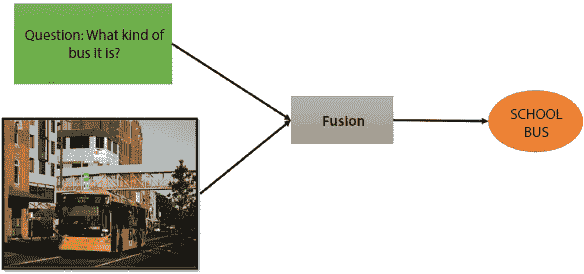 Question: What kind of
bus it is?
Fusion
SCHOOL
BUS